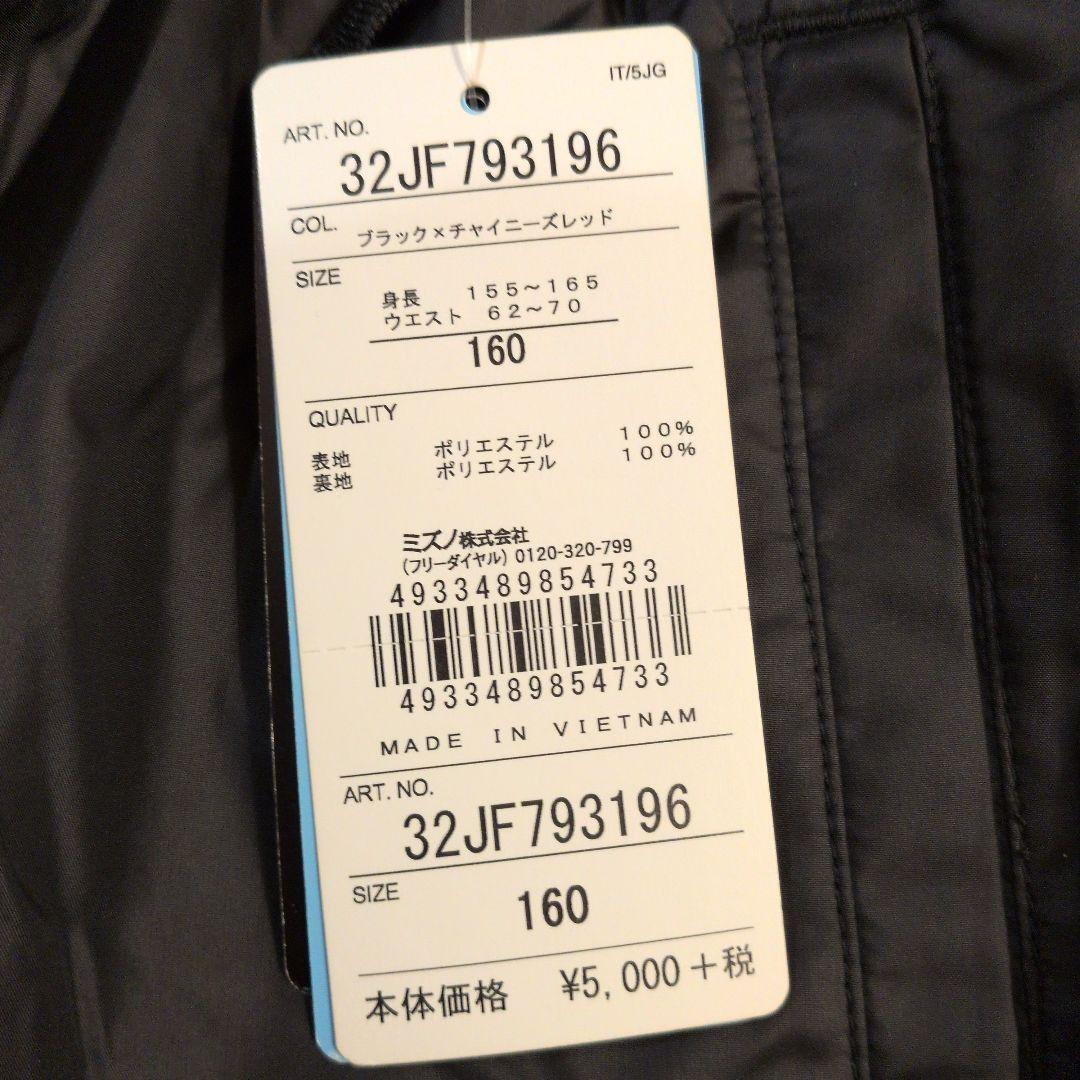 IT/5JG
ART. NO.
32JF793196
COL. ブラック×チャイニーズレッド
SIZE
身長 155〜165
ウエスト 62〜70
160
QUALITY
表地 ポリエステル 100%
裏地 ポリエステル 100%
ミズノ株式会社
(フリーダイヤル) 0120-320-799
4933489854733
4933489854733
MADE IN VIETNAM
ART. NO.
32JF793196
SIZE
160
本体価格 ¥5,000+税